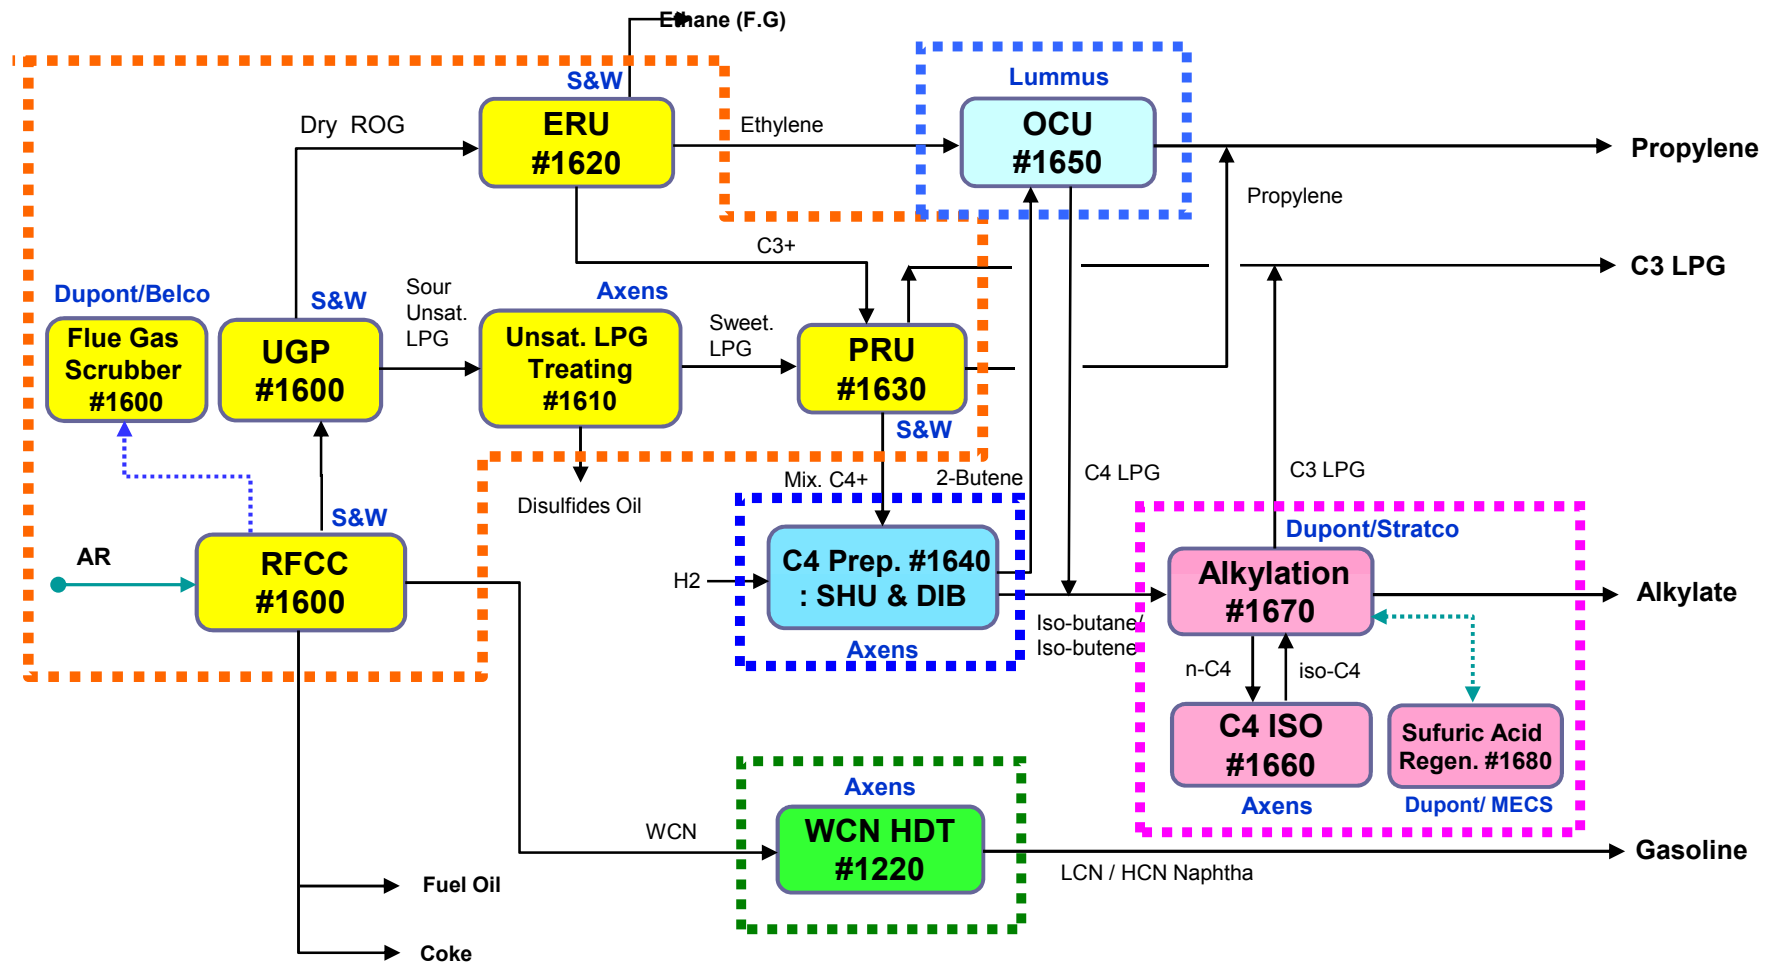 Ethane (F.G)
S&W
Lummus
ERU
#1620
OCU
#1650
Dry ROG
Ethylene
Propylene
Propylene
C3+
C3 LPG
Dupont/Belco
S&W
Sour
Unsat.
LPG
Axens
Flue Gas
Scrubber
#1600
UGP
#1600
Unsat. LPG
Treating
#1610
Sweet.
LPG
PRU
#1630
S&W
Mix. C4+
2-Butene
C4 LPG
C3 LPG
Disulfides Oil
S&W
AR
RFCC
#1600
H2
C4 Prep. #1640
: SHU & DIB
Axens
Iso-butane/
Iso-butene
Dupont/Stratco
Alkylation
#1670
Alkylate
n-C4
iso-C4
C4 ISO
#1660
Axens
Sufuric Acid
Regen. #1680
Dupont/ MECS
Axens
WCN
WCN HDT
#1220
LCN / HCN Naphtha
Gasoline
Fuel Oil
Coke